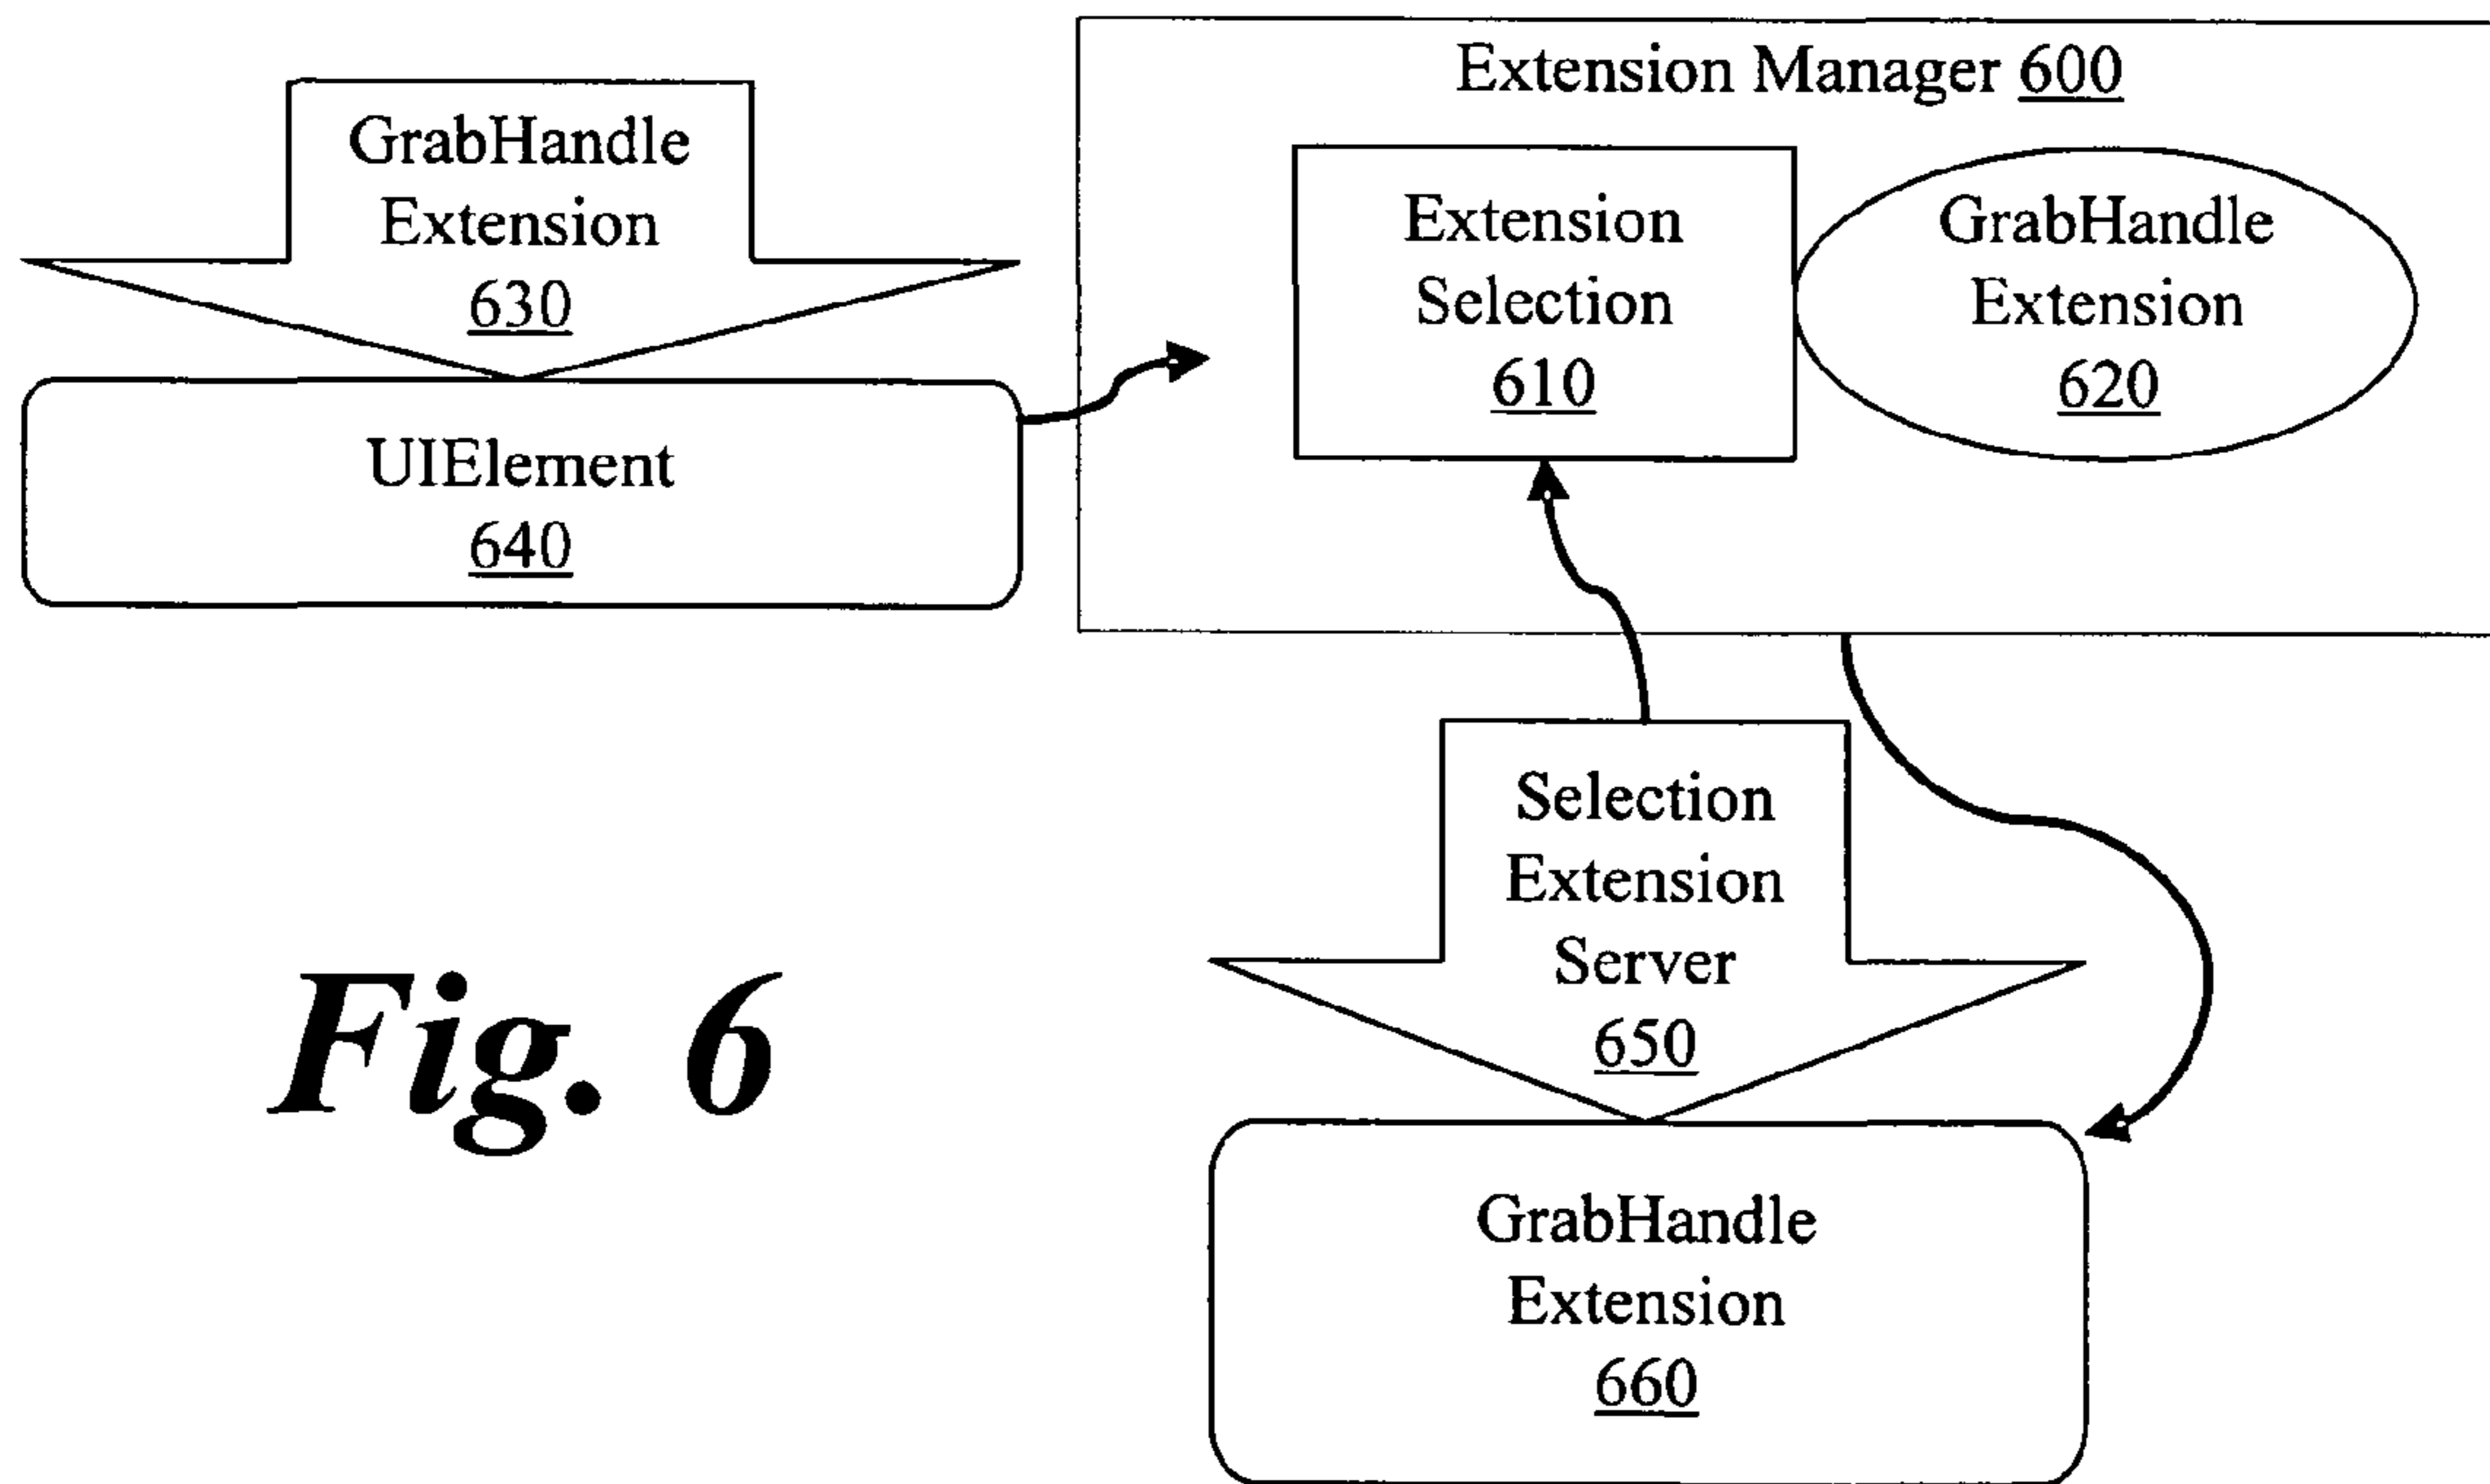 Extension Manager 600
GrabHandle
Extension
630
Extension
Selection
610
GrabHandle
Extension
620
UIElement
640
Selection
Extension
Server
650
Fig. 6
GrabHandle
Extension
660